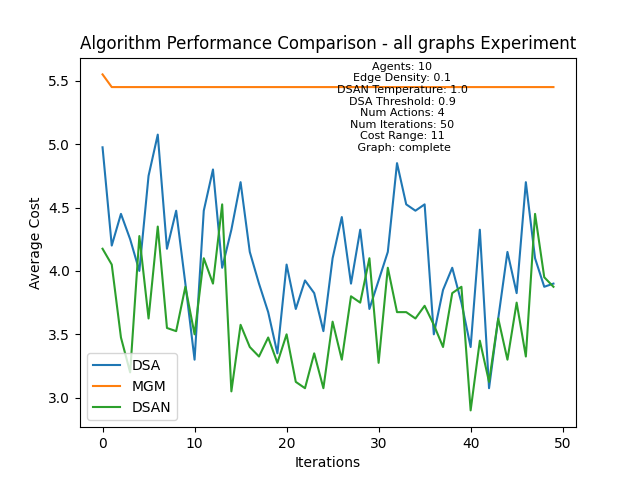 Algorithm Performance Comparison - all graphs Experiment
Agents: 10
Edge Density: 0.1
DSAN Temperature: 1.0
DSA Threshold: 0.9
Num Actions: 4
Num Iterations: 50
Cost Range: 11
Graph: complete
5.5
5.0
4.5
4.0
3.5
3.0
Average Cost
DSA
MGM
DSAN
0 10 20 30 40 50
Iterations